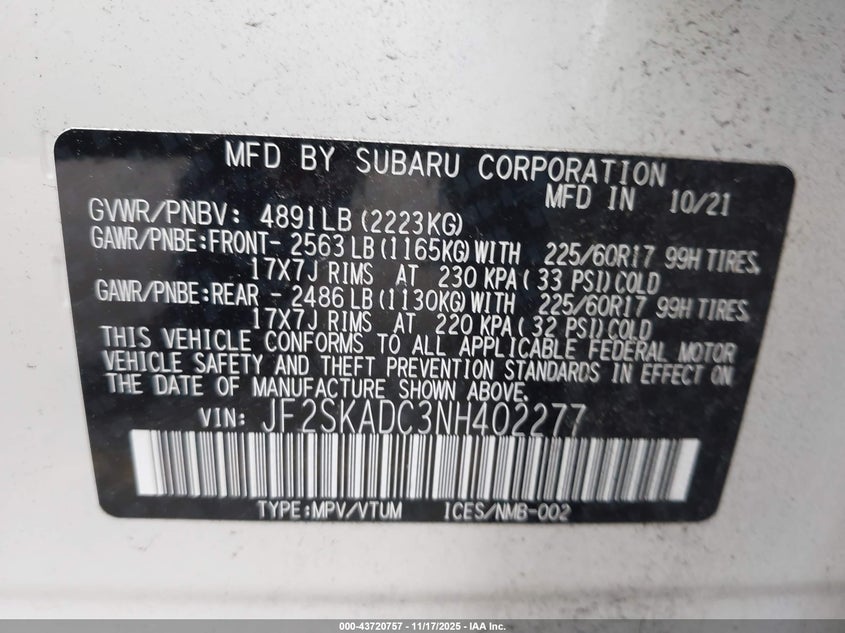 MFD BY SUBARU CORPORATION
MFD IN 10/21
GVWR/PNBV: 4891LB (2223KG)
GAWR/PNBE:FRONT- 2563LB(1165KG)WITH 225/60R17 99H TIRES,
17X7J RIMS AT 230 KPA( 33 PSI)COLD
GAWR/PNBE:REAR - 2486LB(1130KG)WITH 225/60R17 99H TIRES,
17X7J RIMS AT 220 KPA( 32 PSI)COLD
THIS VEHICLE CONFORMS TO ALL APPLICABLE FEDERAL MOTOR
VEHICLE SAFETY AND THEFT PREVENTION STANDARDS IN EFFECT ON
THE DATE OF MANUFACTURE SHOWN ABOVE.
VIN: JF2SKADC3NH402277
TYPE:MPV/VTUM ICES/NMB-002
000-43720757 - 11/17/2025 - IAA Inc.